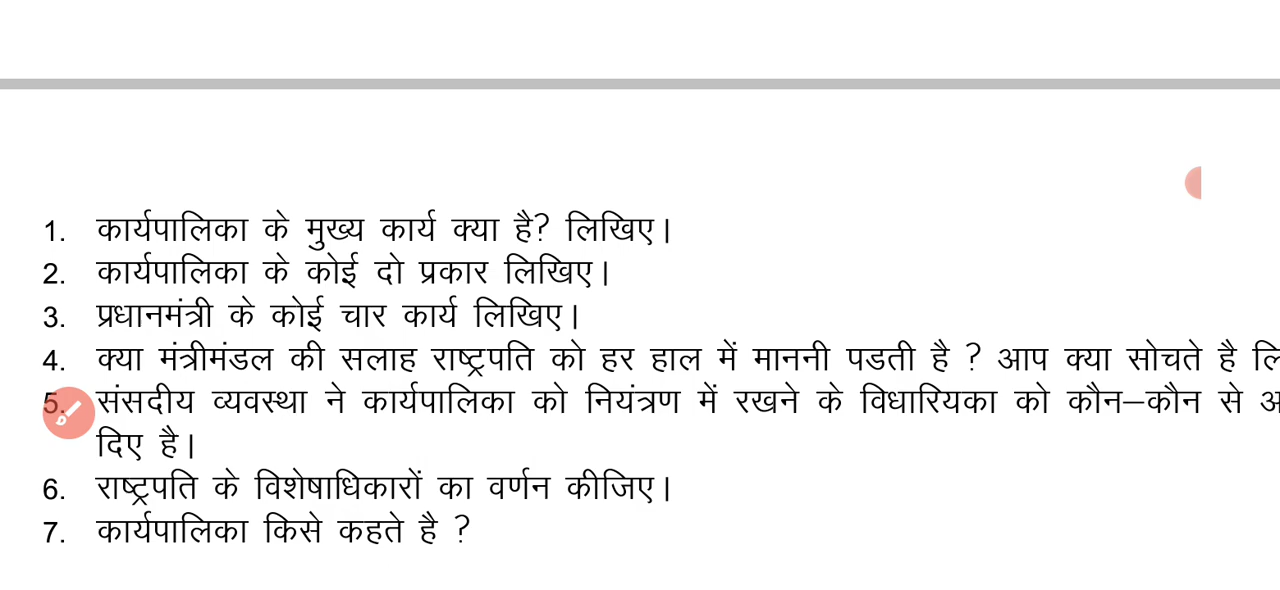 1. कार्यपालिका के मुख्य कार्य क्या है? लिखिए।
2. कार्यपालिका के कोई दो प्रकार लिखिए।
3. प्रधानमंत्री के कोई चार कार्य लिखिए।
4. क्या मंत्रीमंडल की सलाह राष्ट्रपति को हर हाल में माननी पडती है ? आप क्या सोचते है
5. संसदीय व्यवस्था ने कार्यपालिका को नियंत्रण में रखने के विधारियका को कौन–कौन से
दिए है।
6. राष्ट्रपति के विशेषाधिकारों का वर्णन कीजिए।
7. कार्यपालिका किसे कहते है ?